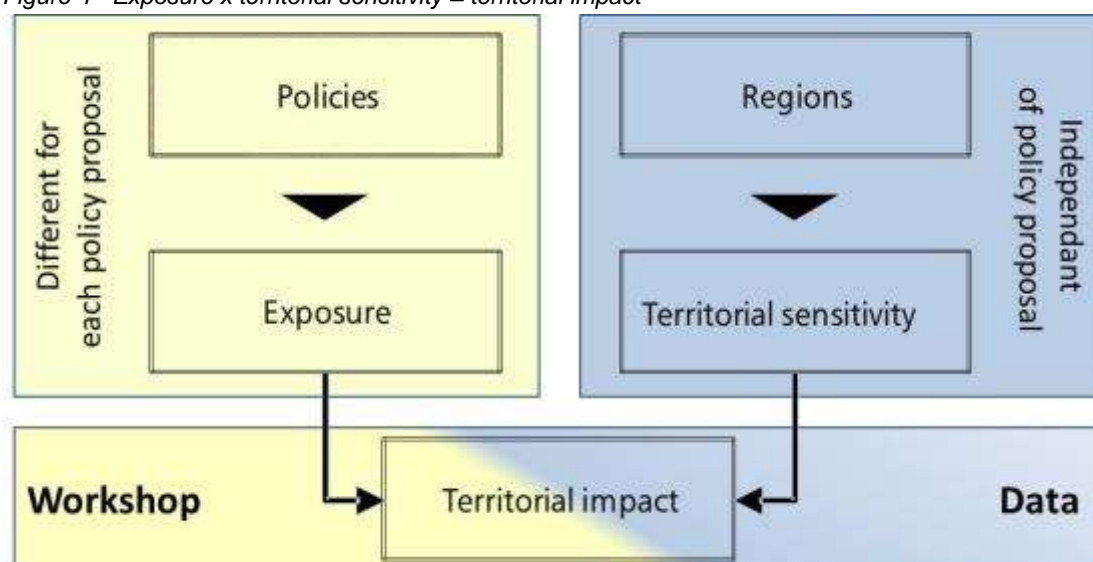 Figure 1 Exposure x territorial sensitivity = territorial impact
Different for
each policy proposal
Policies
Exposure
Regions
Territorial sensitivity
Independant
of policy proposal
Workshop
Territorial impact
Data